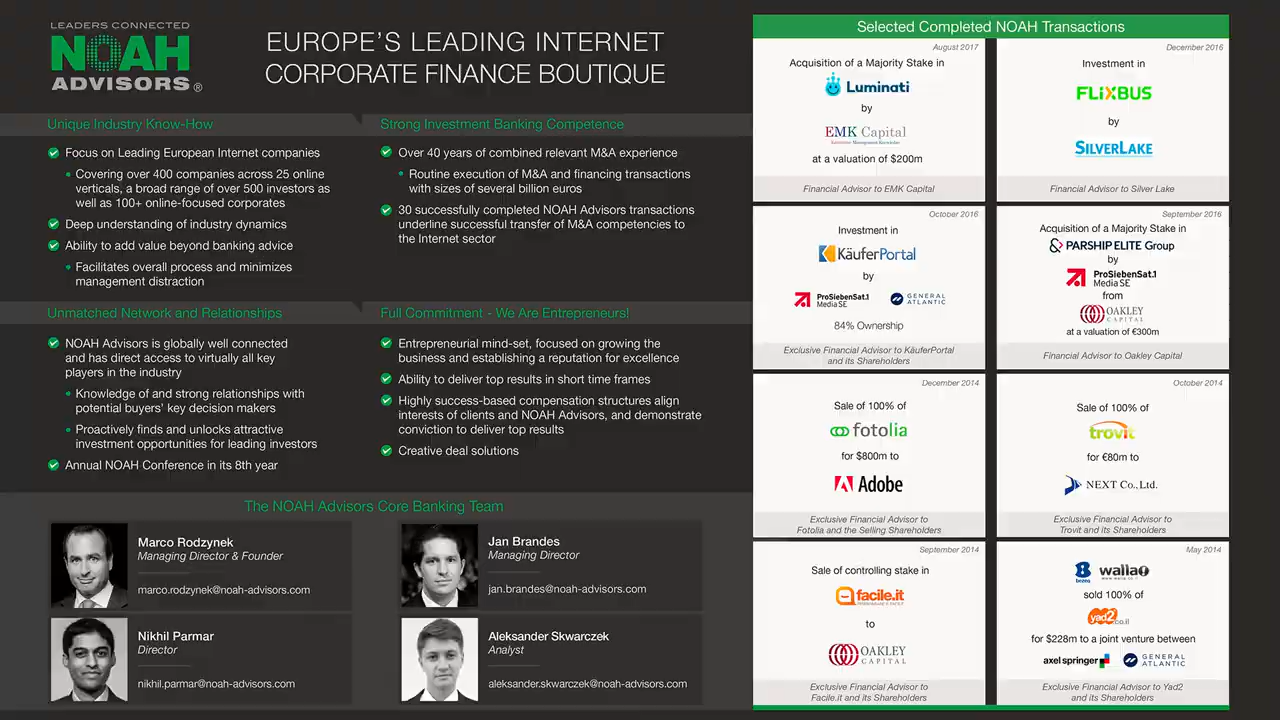 LEADERS CONNECTED
NOAH
ADVISORS®
EUROPE'S LEADING INTERNET
CORPORATE FINANCE BOUTIQUE
Unique Industry Know-How
Focus on Leading European Internet companies
Covering over 400 companies across 25 online
verticals, a broad range of over 500 investors as
well as 100+ online-focused corporates
Deep understanding of industry dynamics
Ability to add value beyond banking advice
Facilitates overall process and minimizes
management distraction
Strong Investment Banking Competence
Over 40 years of combined relevant M&A experience
Routine execution of M&A and financing transactions
with sizes of several billion euros
30 successfully completed NOAH Advisors transactions
underline successful transfer of M&A competencies to
the Internet sector
Unmatched Network and Relationships
NOAH Advisors is globally well connected
and has direct access to virtually all key
players in the industry
Knowledge of and strong relationships with
potential buyers' key decision makers
Proactively finds and unlocks attractive
investment opportunities for leading investors
Annual NOAH Conference in its 8th year
Full Commitment - We Are Entrepreneurs!
Entrepreneurial mind-set, focused on growing the
business and establishing a reputation for excellence
Ability to deliver top results in short time frames
Highly success-based compensation structures align
interests of clients and NOAH Advisors, and demonstrate
conviction to deliver top results
Creative deal solutions
The NOAH Advisors Core Banking Team
Marco Rodzynek
Managing Director & Founder
marco.rodzynek@noah-advisors.com
Jan Brandes
Managing Director
jan.brandes@noah-advisors.com
Nikhil Parmar
Director
nikhil.parmar@noah-advisors.com
Aleksander Skwarczek
Analyst
aleksander.skwarczek@noah-advisors.com
Selected Completed NOAH Transactions
August 2017
Acquisition of a Majority Stake in
Luminati
by
EMK Capital
at a valuation of $200m
Financial Advisor to EMK Capital
December 2016
Investment in
FLiXBUS
by
SILVERLAKE
Financial Advisor to Silver Lake
October 2016
Investment in
KäuferPortal
by
ProSiebenSat.1
Media SE
GENERAL
ATLANTIC
84% Ownership
Exclusive Financial Advisor to KäuferPortal
and its Shareholders
September 2016
Acquisition of a Majority Stake in
PARSHIP ELITE Group
by
ProSiebenSat.1
Media SE
from
OAKLEY
CAPITAL
at a valuation of €300m
Financial Advisor to Oakley Capital
December 2014
Sale of 100% of
fotolia
for $800m to
Adobe
Exclusive Financial Advisor to
Fotolia and the Selling Shareholders
October 2014
Sale of 100% of
trovit
for €80m to
NEXT Co., Ltd.
Exclusive Financial Advisor to
Trovit and its Shareholders
September 2014
Sale of controlling stake in
facile.it
to
OAKLEY
CAPITAL
Exclusive Financial Advisor to
Facile.it and its Shareholders
May 2014
Bezeq
walla!
www.walla.co.il
sold 100% of
yad2.co.il
for $228m to a joint venture between
axel springer
GENERAL
ATLANTIC
Exclusive Financial Advisor to Yad2
and its Shareholders